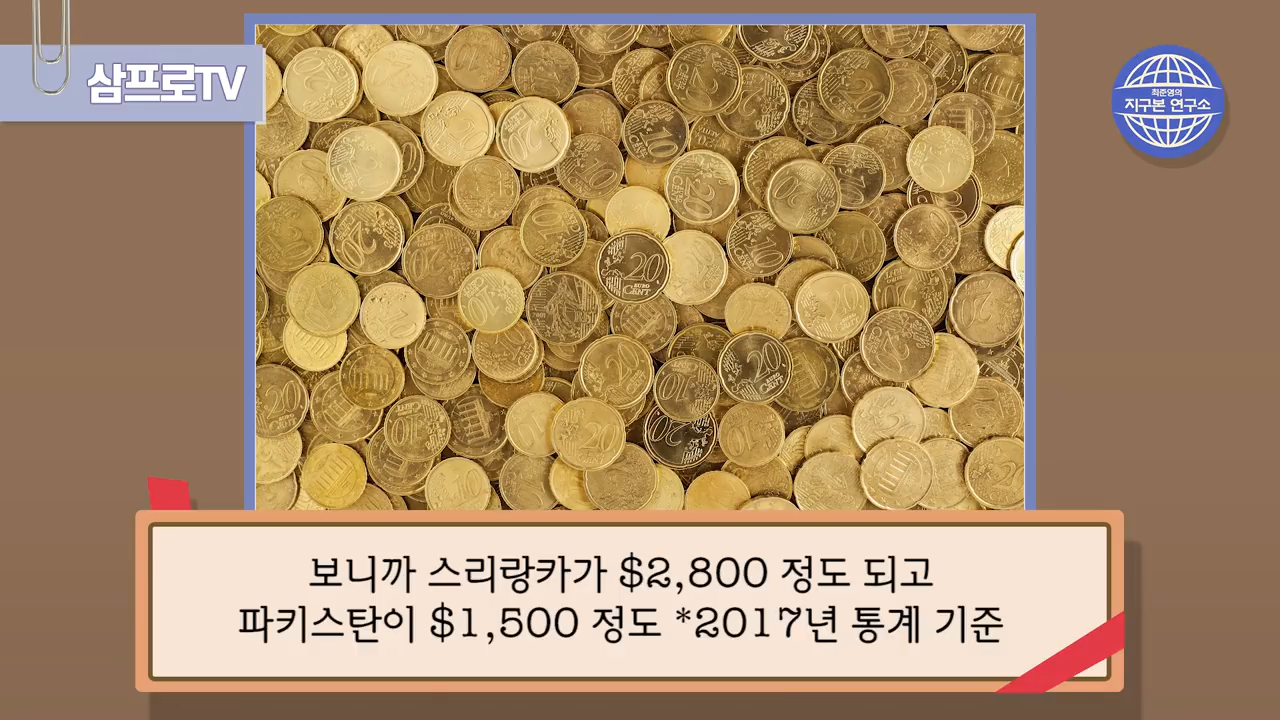 삼프로TV
최준영의
지구본 연구소
보니까 스리랑카가 $2,800 정도 되고
파키스탄이 $1,500 정도 *2017년 통계 기준